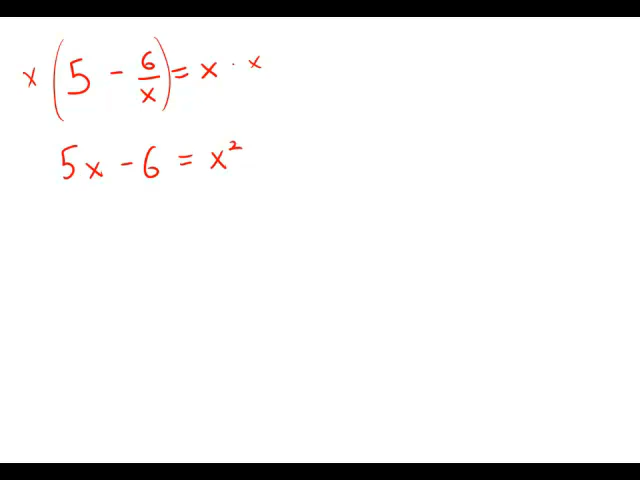 x (5 - 6/x) = x · x
5x - 6 = x²